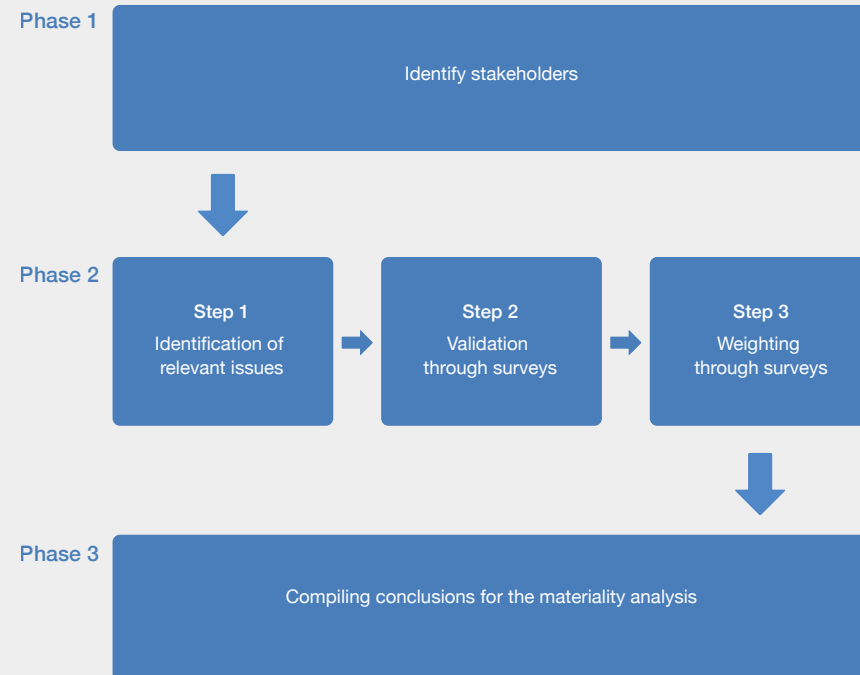 Phase 1
Identify stakeholders
Phase 2
Step 1
Identification of
relevant issues
Step 2
Validation
through surveys
Step 3
Weighting
through surveys
Phase 3
Compiling conclusions for the materiality analysis